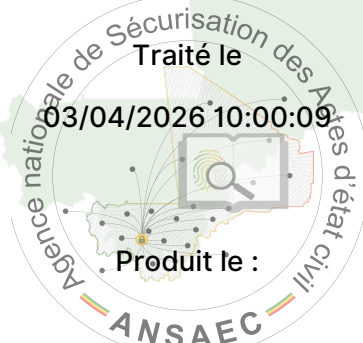 Agence nationale de Sécurisation des Actes d'état civil
Traité le
03/04/2026 10:00:09
Produit le :
ANSAEC